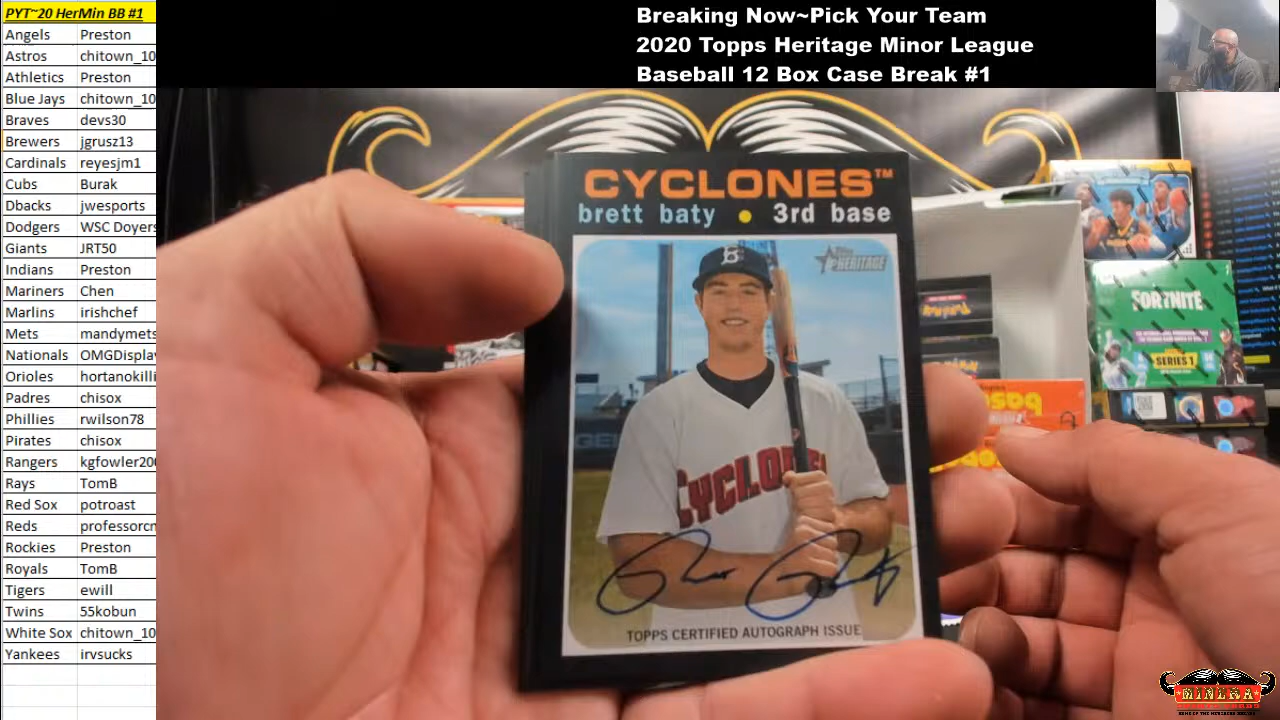 PYT~20 HerMin BB #1
Angels Preston
Astros chitown_10
Athletics Preston
Blue Jays chitown_10
Braves devs30
Brewers jgrusz13
Cardinals reyesjm1
Cubs Burak
Dbacks jwesports
Dodgers WSC Doyers
Giants JRT50
Indians Preston
Mariners Chen
Marlins irishchef
Mets mandymets
Nationals OMGDisplay
Orioles hortanokilli
Padres chisox
Phillies rwilson78
Pirates chisox
Rangers kgfowler200
Rays TomB
Red Sox potroast
Reds professorcn
Rockies Preston
Royals TomB
Tigers ewill
Twins 55kobun
White Sox chitown_10
Yankees irvsucks
Breaking Now~Pick Your Team
2020 Topps Heritage Minor League
Baseball 12 Box Case Break #1
CYCLONES™
brett baty • 3rd base
Topps
HERITAGE
B
CYCLONES
TOPPS CERTIFIED AUTOGRAPH ISSUE
FORTNITE
SERIES 1
MINERA